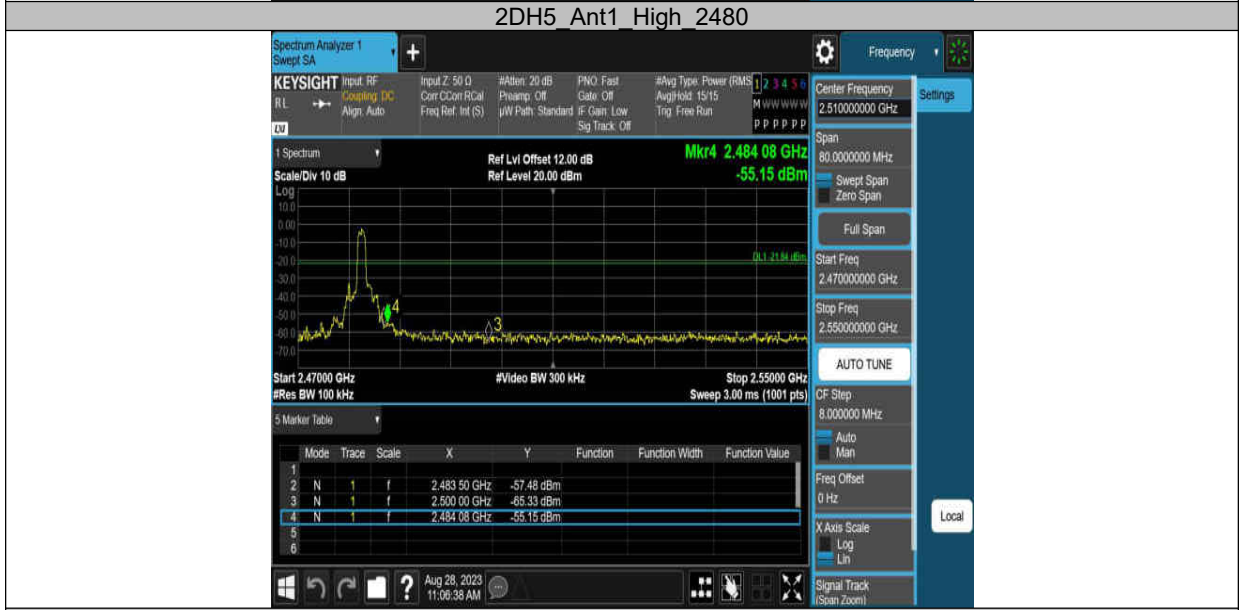 2DH5_Ant1_High_2480
Spectrum Analyzer 1
Swept SA
+
Frequency
KEYSIGHT Input: RF
Coupling: DC
Align: Auto
RL
LXI
Input Z: 50 Ω
Corr CCorr RCal
Freq Ref: Int (S)
#Atten: 20 dB
Preamp: Off
µW Path: Standard
PNO: Fast
Gate: Off
IF Gain: Low
Sig Track: Off
#Avg Type: Power (RMS
Avg|Hold: 15/15
Trig: Free Run
1 2 3 4 5 6
M W W W W W
P P P P P P
Center Frequency
2.510000000 GHz
Settings
Span
80.0000000 MHz
Swept Span
Zero Span
Full Span
Start Freq
2.470000000 GHz
Stop Freq
2.550000000 GHz
AUTO TUNE
CF Step
8.000000 MHz
Auto
Man
Freq Offset
0 Hz
X Axis Scale
Log
Lin
Signal Track
(Span Zoom)
Local
1 Spectrum
Scale/Div 10 dB
Ref Lvl Offset 12.00 dB
Ref Level 20.00 dBm
Mkr4 2.484 08 GHz
-55.15 dBm
Log
10.0
0.00
-10.0
-20.0
-30.0
-40.0
-50.0
-60.0
-70.0
DL1 -21.84 dBm
4
3
Start 2.47000 GHz
#Res BW 100 kHz
#Video BW 300 kHz
Stop 2.55000 GHz
Sweep 3.00 ms (1001 pts)
5 Marker Table
Mode Trace Scale X Y Function Function Width Function Value
1
2 N 1 f 2.483 50 GHz -57.48 dBm
3 N 1 f 2.500 00 GHz -65.33 dBm
4 N 1 f 2.484 08 GHz -55.15 dBm
5
6
?
Aug 28, 2023
11:06:38 AM